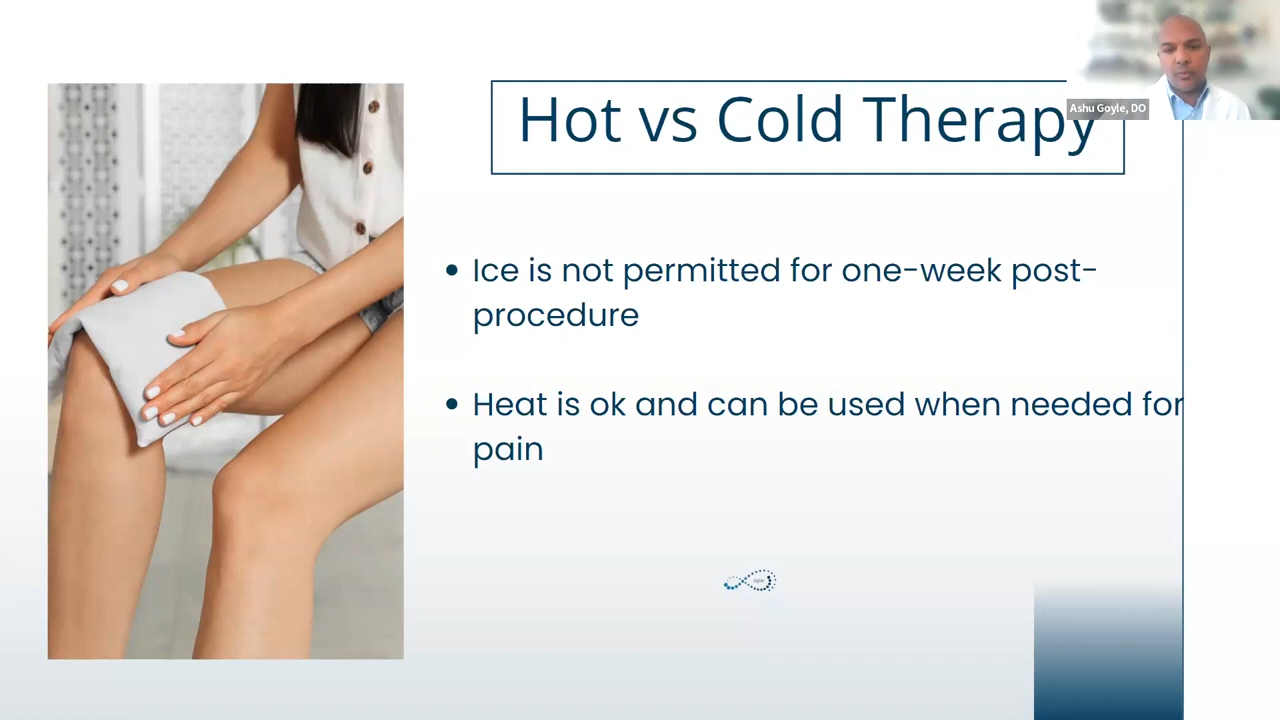 Hot vs Cold Therapy
Ashu Goyle, DO
• Ice is not permitted for one-week post-
procedure
• Heat is ok and can be used when needed for
pain